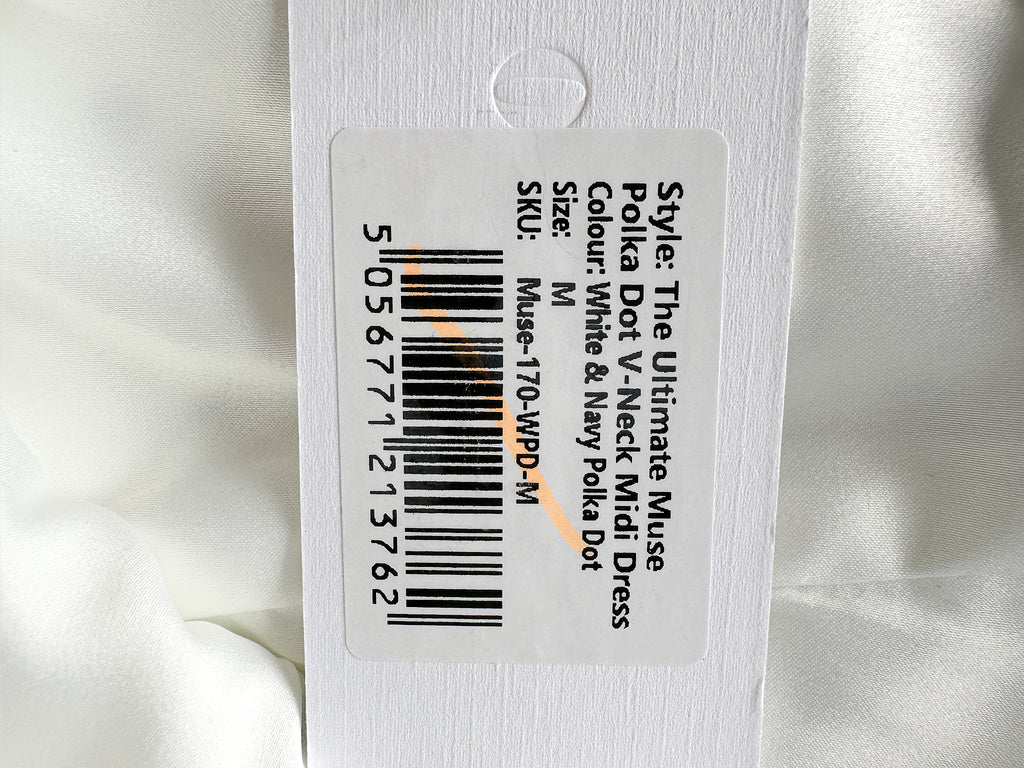 Style: The Ultimate Muse
Polka Dot V-Neck Midi Dress
Colour: White & Navy Polka Dot
Size: M
SKU: Muse-170-WPD-M
5 056771 213762